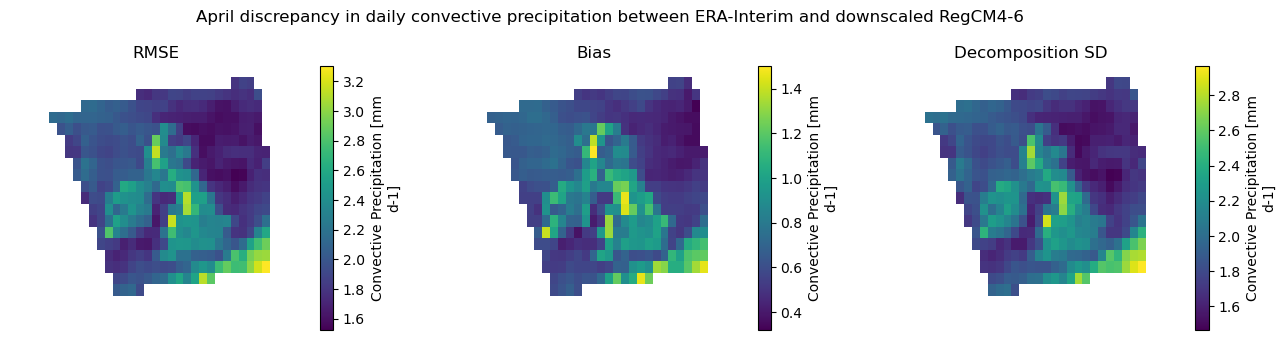 April discrepancy in daily convective precipitation between ERA-Interim and downscaled RegCM4-6
RMSE
3.2
3.0
2.8
2.6
2.4
2.2
2.0
1.8
1.6
Convective Precipitation [mm
d-1]
Bias
1.4
1.2
1.0
0.8
0.6
0.4
Convective Precipitation [mm
d-1]
Decomposition SD
2.8
2.6
2.4
2.2
2.0
1.8
1.6
Convective Precipitation [mm
d-1]